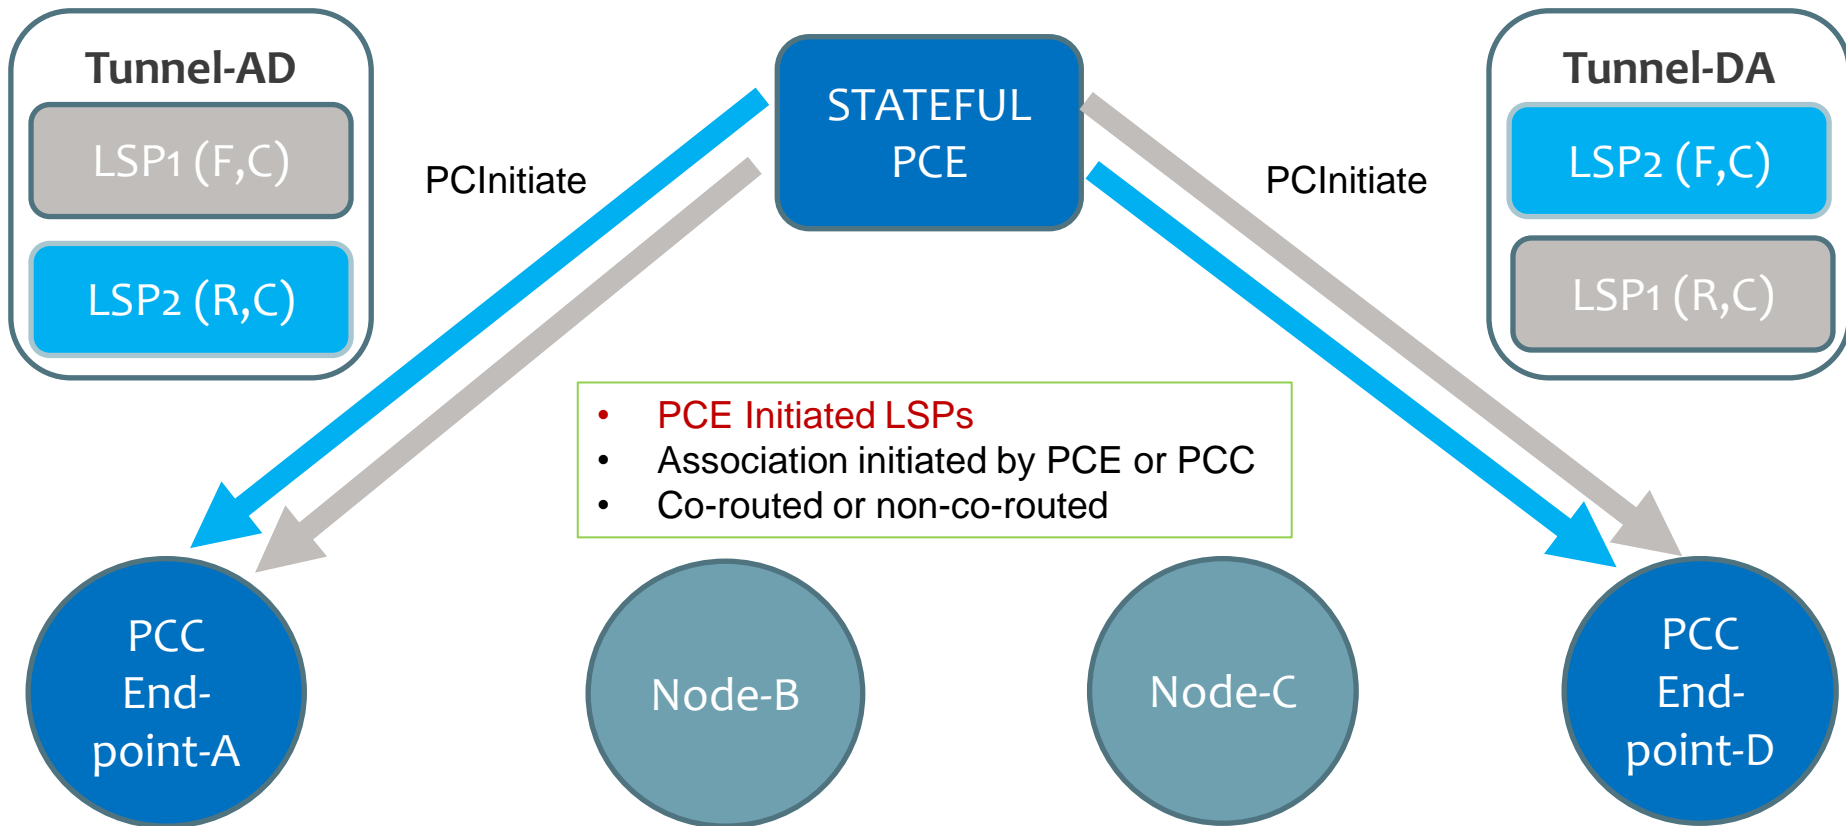 Tunnel-AD
LSP1 (F,C)
LSP2 (R,C)
PCInitiate
STATEFUL
PCE
PCInitiate
Tunnel-DA
LSP2 (F,C)
LSP1 (R,C)
• PCE Initiated LSPs
• Association initiated by PCE or PCC
• Co-routed or non-co-routed
PCC
End-
point-A
Node-B
Node-C
PCC
End-
point-D